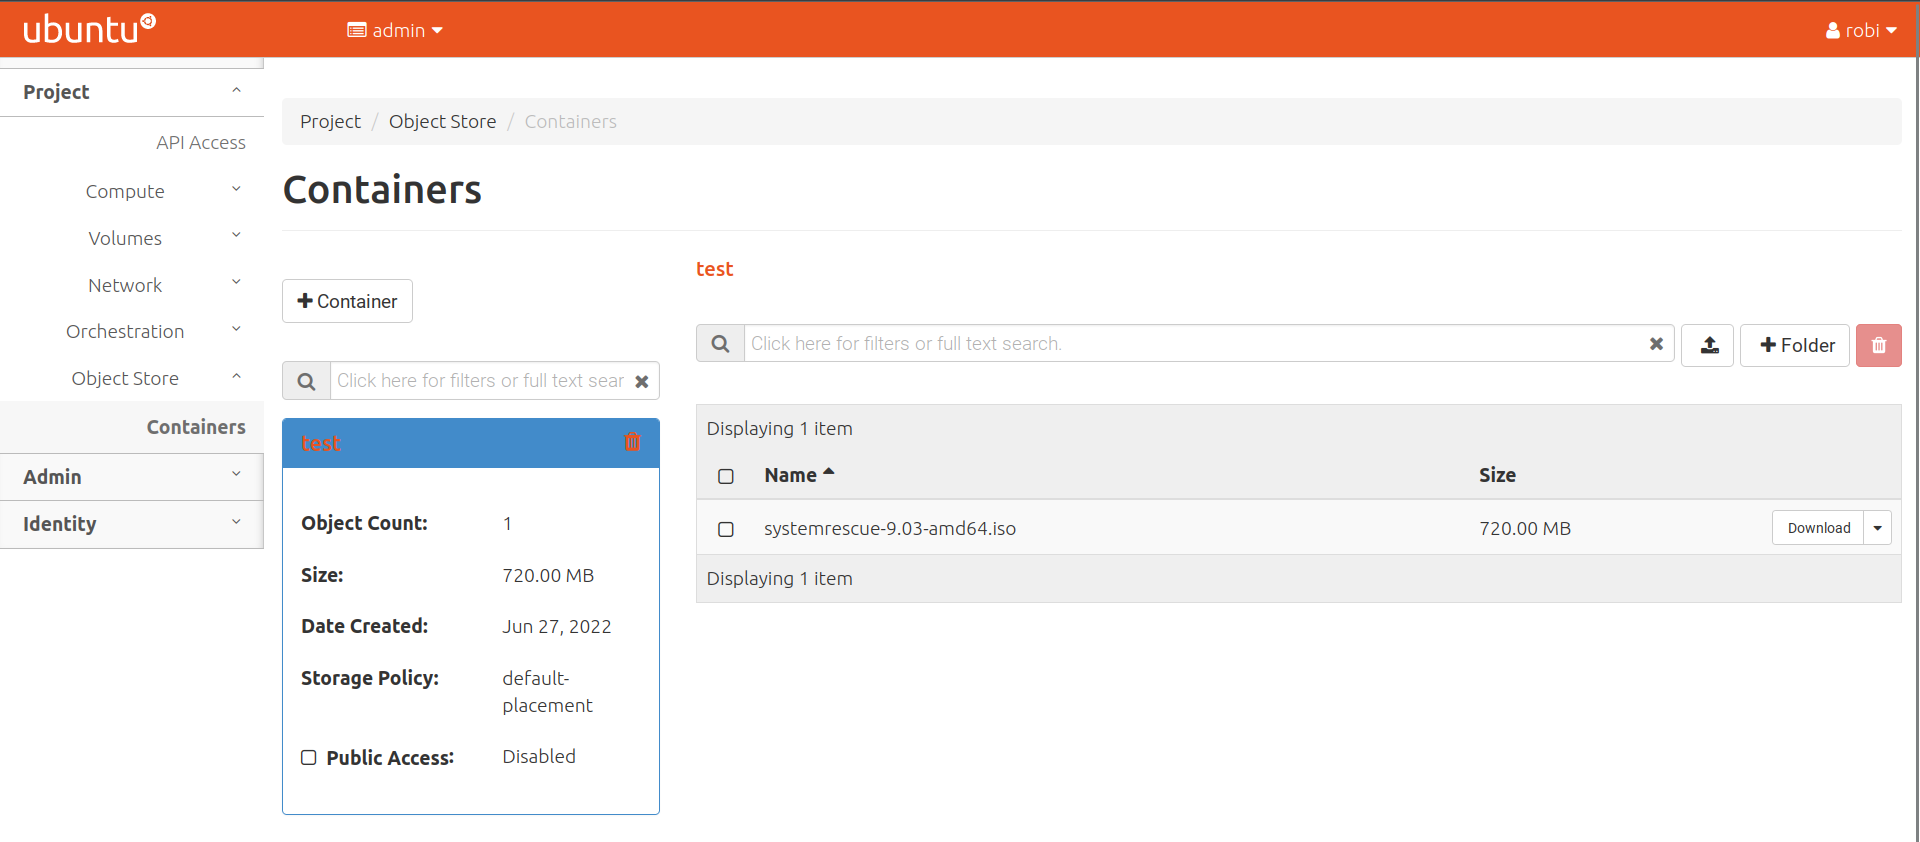 ubuntu
admin
robi
Project
API Access
Compute
Volumes
Network
Orchestration
Object Store
Containers
Admin
Identity
Project / Object Store / Containers
Containers
Container
Click here for filters or full text sear
test
Object Count: 1
Size: 720.00 MB
Date Created: Jun 27, 2022
Storage Policy: default-
placement
Public Access: Disabled
test
Click here for filters or full text search.
Folder
Displaying 1 item
Name Size
systemrescue-9.03-amd64.iso 720.00 MB Download
Displaying 1 item